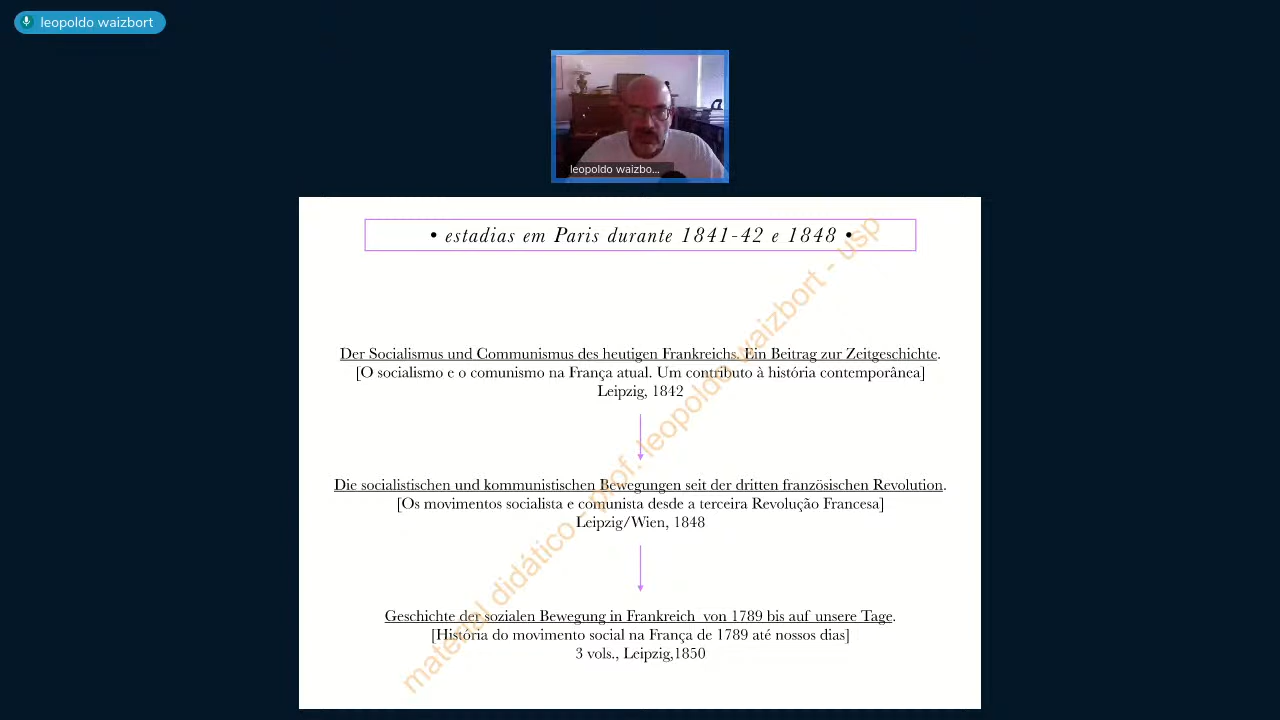 leopoldo waizbort
leopoldo waizbo...
• estadias em Paris durante 1841-42 e 1848 •
Der Socialismus und Communismus des heutigen Frankreichs. Ein Beitrag zur Zeitgeschichte.
[O socialismo e o comunismo na França atual. Um contributo à história contemporânea]
Leipzig, 1842
Die socialistischen und kommunistischen Bewegungen seit der dritten französischen Revolution.
[Os movimentos socialista e comunista desde a terceira Revolução Francesa]
Leipzig/Wien, 1848
Geschichte der sozialen Bewegung in Frankreich von 1789 bis auf unsere Tage.
[História do movimento social na França de 1789 até nossos dias]
3 vols., Leipzig,1850
material didático - prof. leopoldo waizbort - usp